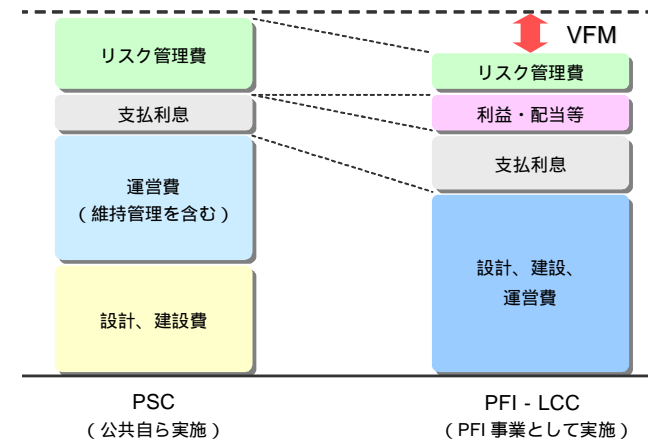 VFM
リスク管理費
支払利息
運営費
(維持管理を含む)
設計、建設費
リスク管理費
利益・配当等
支払利息
設計、建設、
運営費
PSC
(公共自ら実施)
PFI - LCC
(PFI 事業として実施)